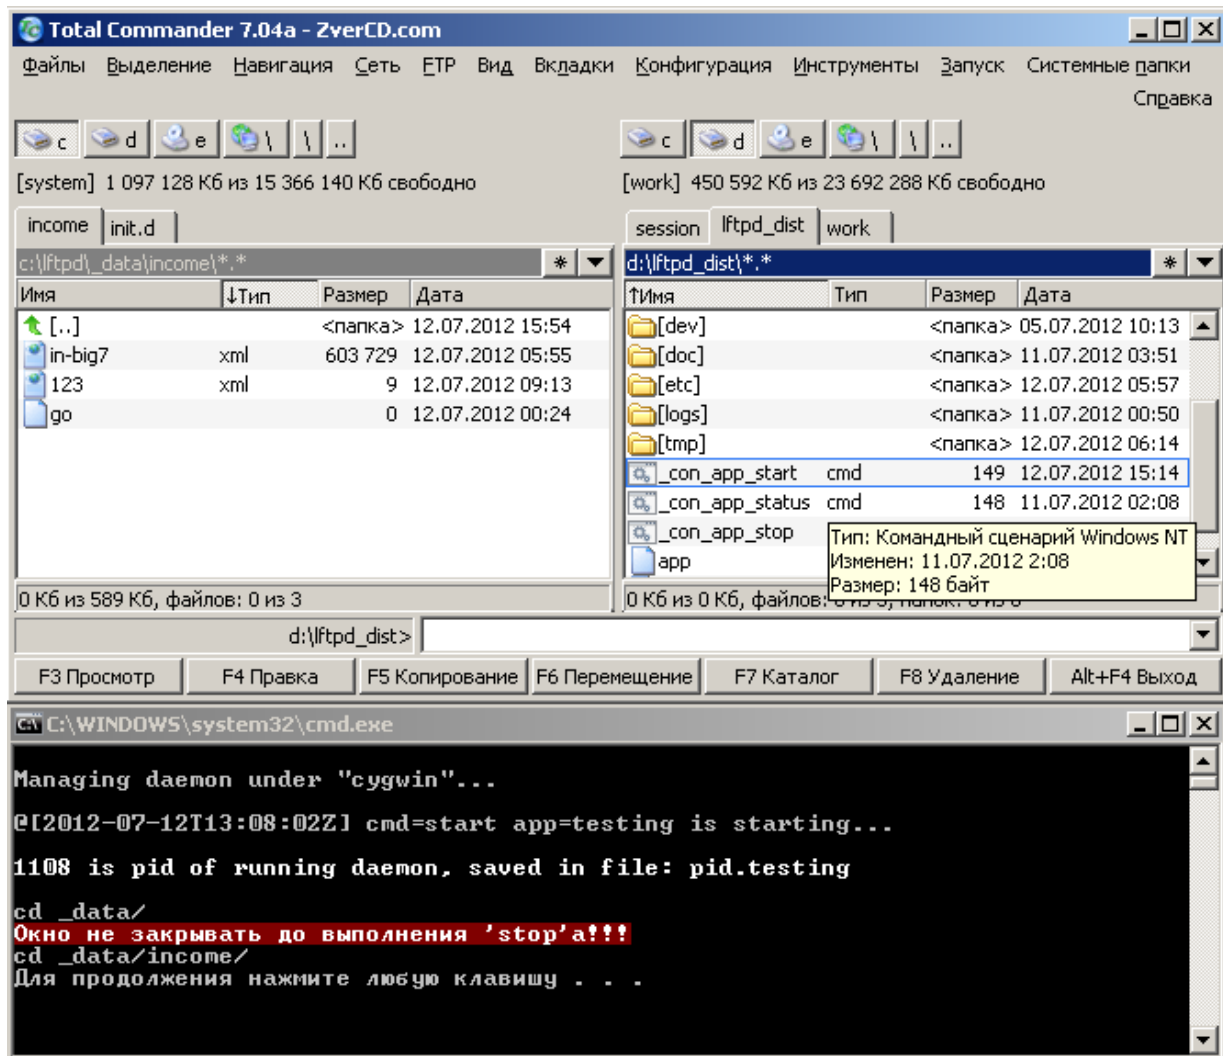 Total Commander 7.04a - ZverCD.com
Файлы Выделение Навигация Сеть FTP Вид Вкладки Конфигурация Инструменты Запуск Системные папки
Справка
c d e \ \ ..
c d e \ \ ..
[system] 1 097 128 Кб из 15 366 140 Кб свободно
[work] 450 592 Кб из 23 692 288 Кб свободно
income init.d
session lftpd_dist work
c:\lftpd\_data\income\*.* * ▼
d:\lftpd_dist\*.* * ▼
Имя ↓Тип Размер Дата
[..] <папка> 12.07.2012 15:54
in-big7 xml 603 729 12.07.2012 05:55
123 xml 9 12.07.2012 09:13
go 0 12.07.2012 00:24
0 Кб из 589 Кб, файлов: 0 из 3
↑Имя Тип Размер Дата
[dev] <папка> 05.07.2012 10:13
[doc] <папка> 11.07.2012 03:51
[etc] <папка> 12.07.2012 05:57
[logs] <папка> 11.07.2012 00:50
[tmp] <папка> 12.07.2012 06:14
_con_app_start cmd 149 12.07.2012 15:14
_con_app_status cmd 148 11.07.2012 02:08
_con_app_stop
app
Тип: Командный сценарий Windows NT
Изменен: 11.07.2012 2:08
Размер: 148 байт
0 Кб из 0 Кб, файлов:
d:\lftpd_dist>
F3 Просмотр F4 Правка F5 Копирование F6 Перемещение F7 Каталог F8 Удаление Alt+F4 Выход
C:\WINDOWS\system32\cmd.exe
Managing daemon under "cygwin"...
@[2012-07-12T13:08:02Z] cmd=start app=testing is starting...
1108 is pid of running daemon, saved in file: pid.testing
cd _data/
Окно не закрывать до выполнения 'stop'а!!!
cd _data/income/
Для продолжения нажмите любую клавишу . . .